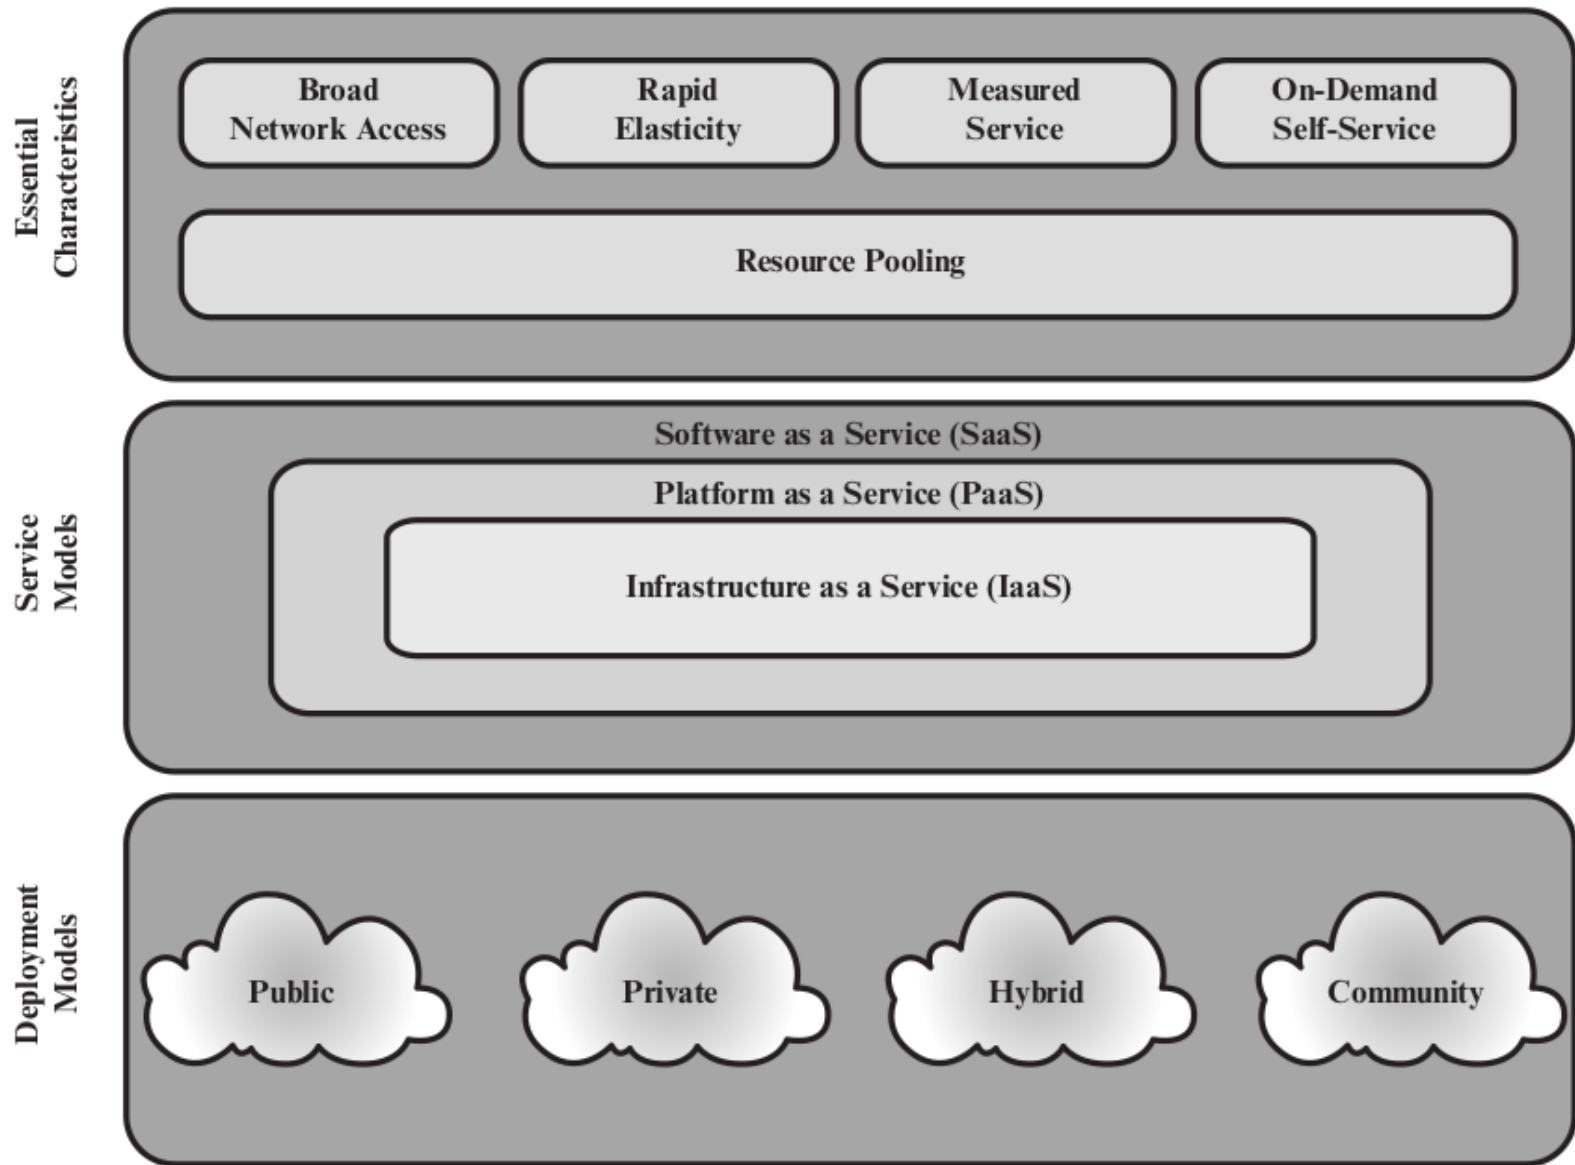 Essential
Characteristics
Broad
Network Access
Rapid
Elasticity
Measured
Service
On-Demand
Self-Service
Resource Pooling
Service
Models
Software as a Service (SaaS)
Platform as a Service (PaaS)
Infrastructure as a Service (IaaS)
Deployment
Models
Public
Private
Hybrid
Community